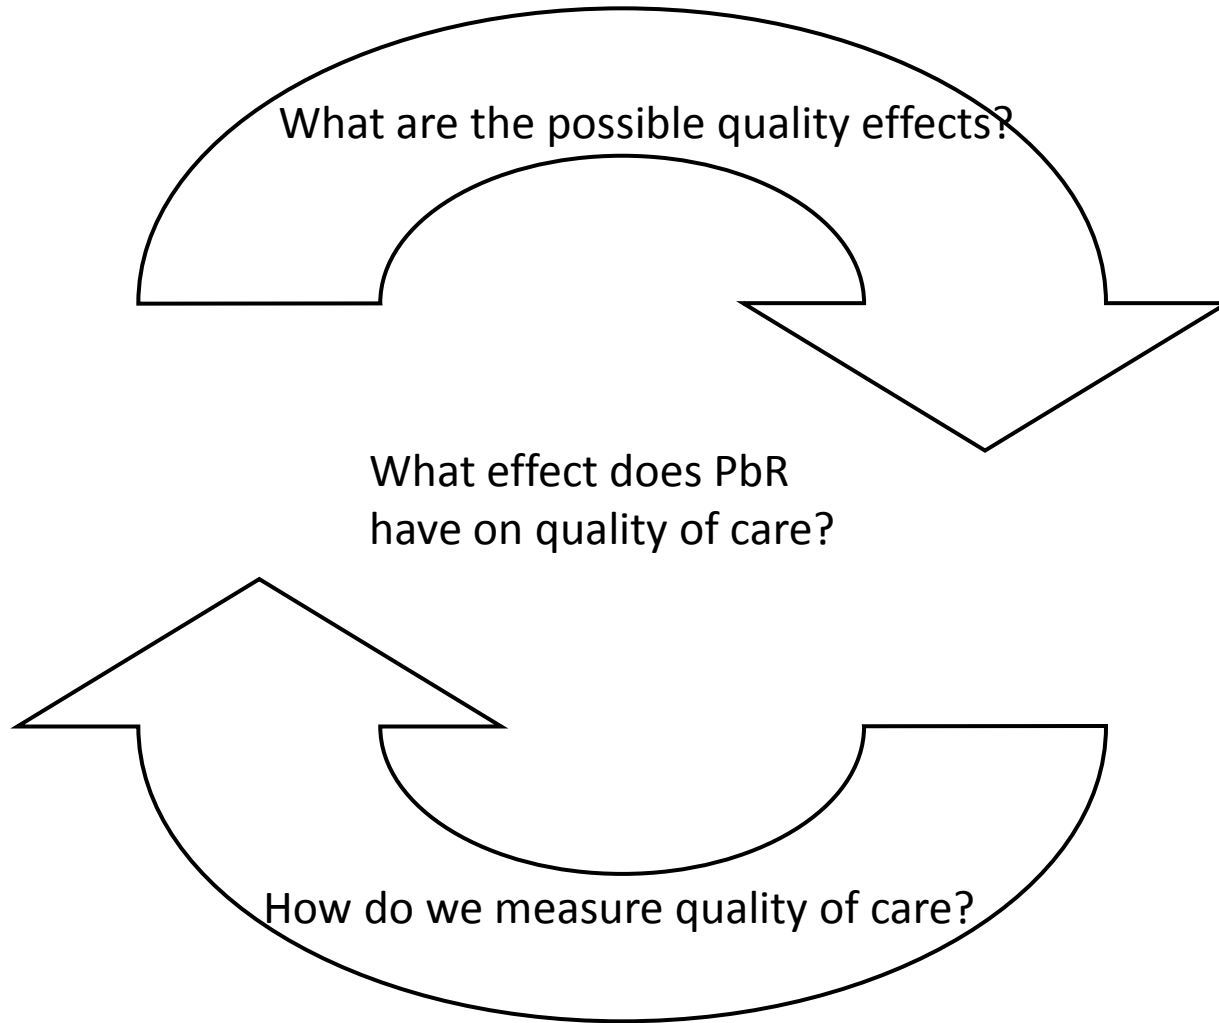 What are the possible quality effects?
What effect does PbR
have on quality of care?
How do we measure quality of care?